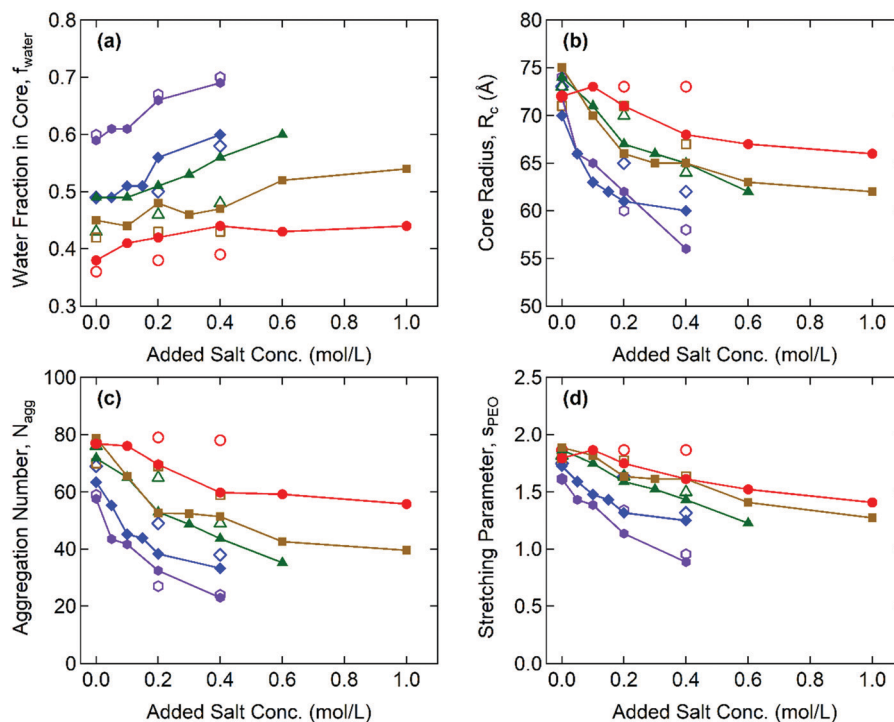 (a)
Water Fraction in Core, f_water
0.8
0.7
0.6
0.5
0.4
0.3
0.0 0.2 0.4 0.6 0.8 1.0
Added Salt Conc. (mol/L)
(b)
Core Radius, R_c (Å)
80
75
70
65
60
55
50
0.0 0.2 0.4 0.6 0.8 1.0
Added Salt Conc. (mol/L)
(c)
Aggregation Number, N_agg
100
80
60
40
20
0
0.0 0.2 0.4 0.6 0.8 1.0
Added Salt Conc. (mol/L)
(d)
Stretching Parameter, s_PEO
2.5
2.0
1.5
1.0
0.5
0.0
0.0 0.2 0.4 0.6 0.8 1.0
Added Salt Conc. (mol/L)